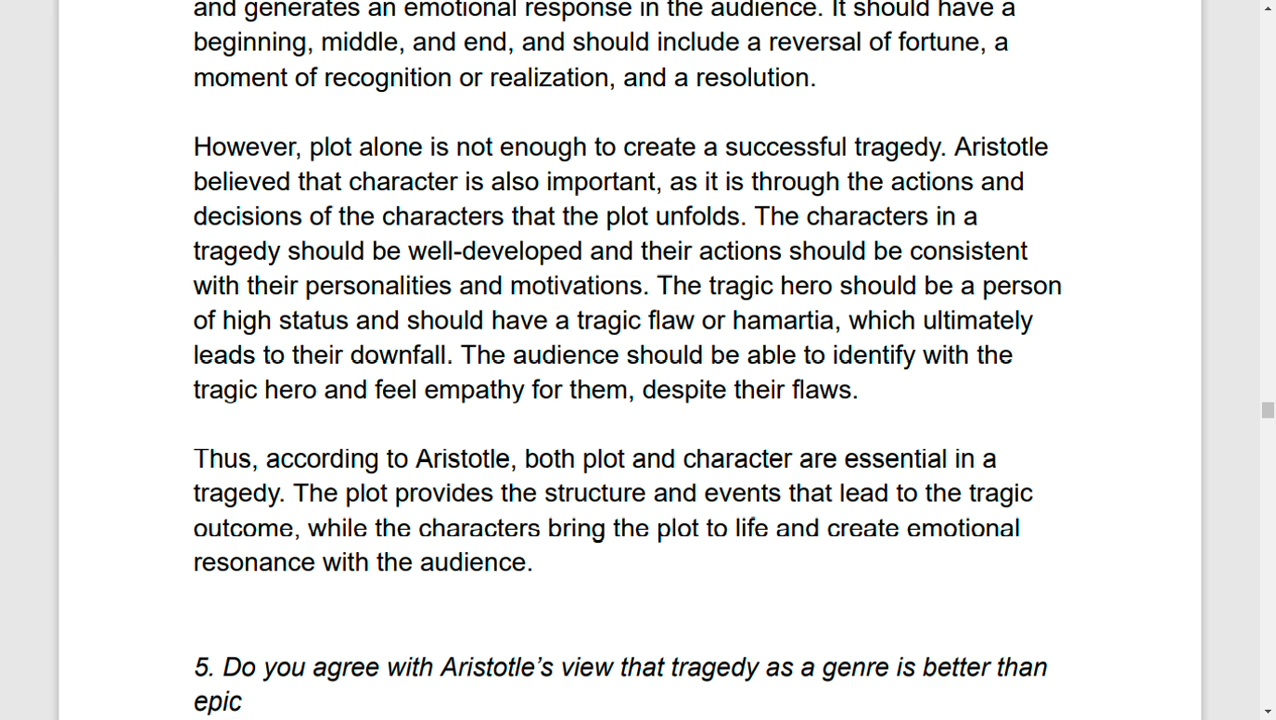 and generates an emotional response in the audience. It should have a
beginning, middle, and end, and should include a reversal of fortune, a
moment of recognition or realization, and a resolution.
However, plot alone is not enough to create a successful tragedy. Aristotle
believed that character is also important, as it is through the actions and
decisions of the characters that the plot unfolds. The characters in a
tragedy should be well-developed and their actions should be consistent
with their personalities and motivations. The tragic hero should be a person
of high status and should have a tragic flaw or hamartia, which ultimately
leads to their downfall. The audience should be able to identify with the
tragic hero and feel empathy for them, despite their flaws.
Thus, according to Aristotle, both plot and character are essential in a
tragedy. The plot provides the structure and events that lead to the tragic
outcome, while the characters bring the plot to life and create emotional
resonance with the audience.
5. Do you agree with Aristotle’s view that tragedy as a genre is better than
epic